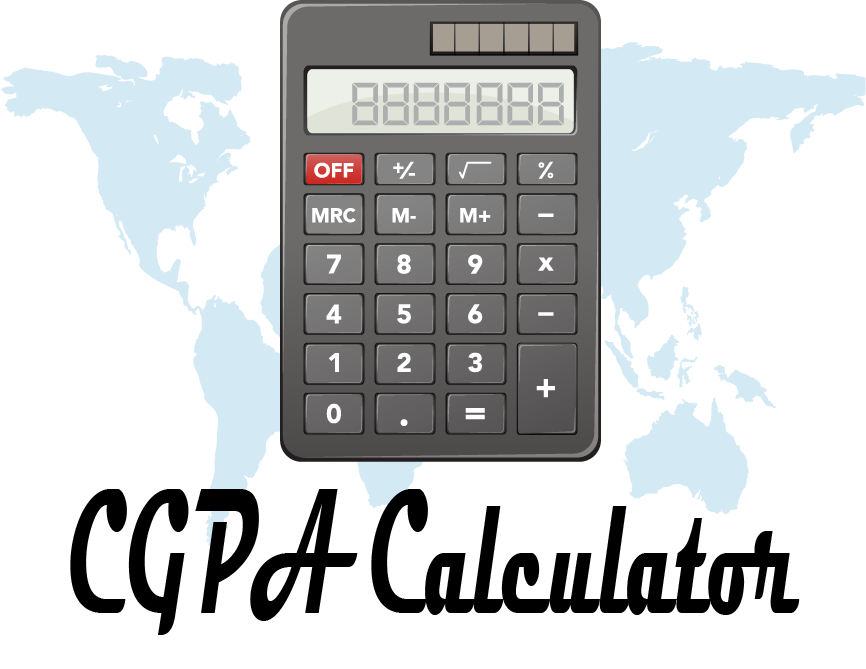 8888888
OFF +/- √ %
MRC M- M+ −
7 8 9 x
4 5 6 −
1 2 3 +
0 . =
CGPA Calculator